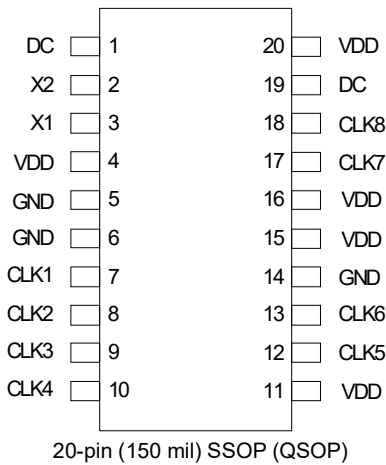 DC 1 20 VDD
X2 2 19 DC
X1 3 18 CLK8
VDD 4 17 CLK7
GND 5 16 VDD
GND 6 15 VDD
CLK1 7 14 GND
CLK2 8 13 CLK6
CLK3 9 12 CLK5
CLK4 10 11 VDD
20-pin (150 mil) SSOP (QSOP)